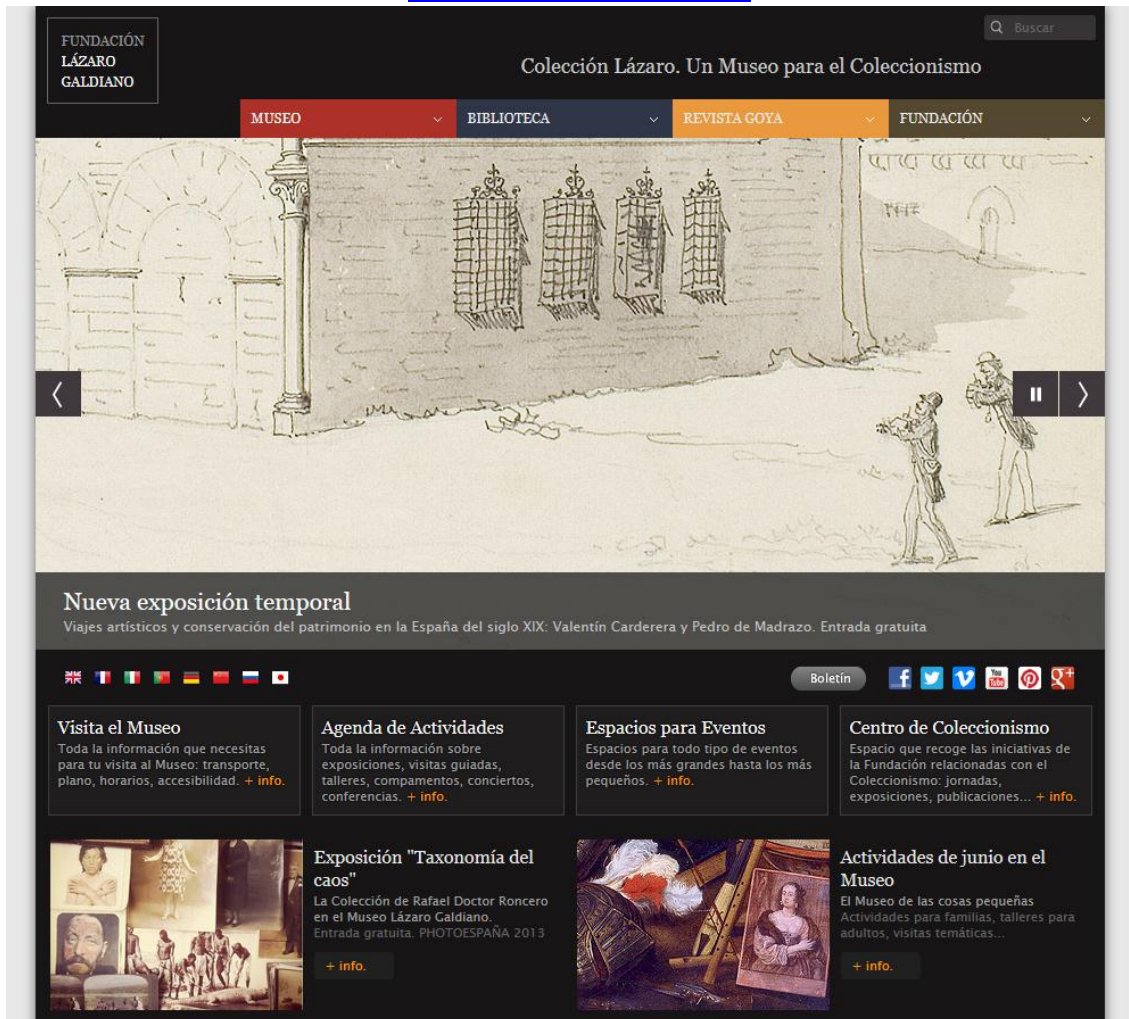 FUNDACIÓN
LÁZARO
GALDIANO
Buscar
Colección Lázaro. Un Museo para el Coleccionismo
MUSEO
BIBLIOTECA
REVISTA GOYA
FUNDACIÓN
Nueva exposición temporal
Viajes artísticos y conservación del patrimonio en la España del siglo XIX: Valentín Carderera y Pedro de Madrazo. Entrada gratuita
Boletín
You
Tube
Visita el Museo
Toda la información que necesitas
para tu visita al Museo: transporte,
plano, horarios, accesibilidad. + info.
Agenda de Actividades
Toda la información sobre
exposiciones, visitas guiadas,
talleres, compamentos, conciertos,
conferencias. + info.
Espacios para Eventos
Espacios para todo tipo de eventos
desde los más grandes hasta los más
pequeños. + info.
Centro de Coleccionismo
Espacio que recoge las iniciativas de
la Fundación relacionadas con el
Coleccionismo: jornadas,
exposiciones, publicaciones... + info.
Exposición "Taxonomía del
caos"
La Colección de Rafael Doctor Roncero
en el Museo Lázaro Galdiano.
Entrada gratuita. PHOTOESPAÑA 2013
+ info.
Actividades de junio en el
Museo
El Museo de las cosas pequeñas
Actividades para familias, talleres para
adultos, visitas temáticas...
+ info.